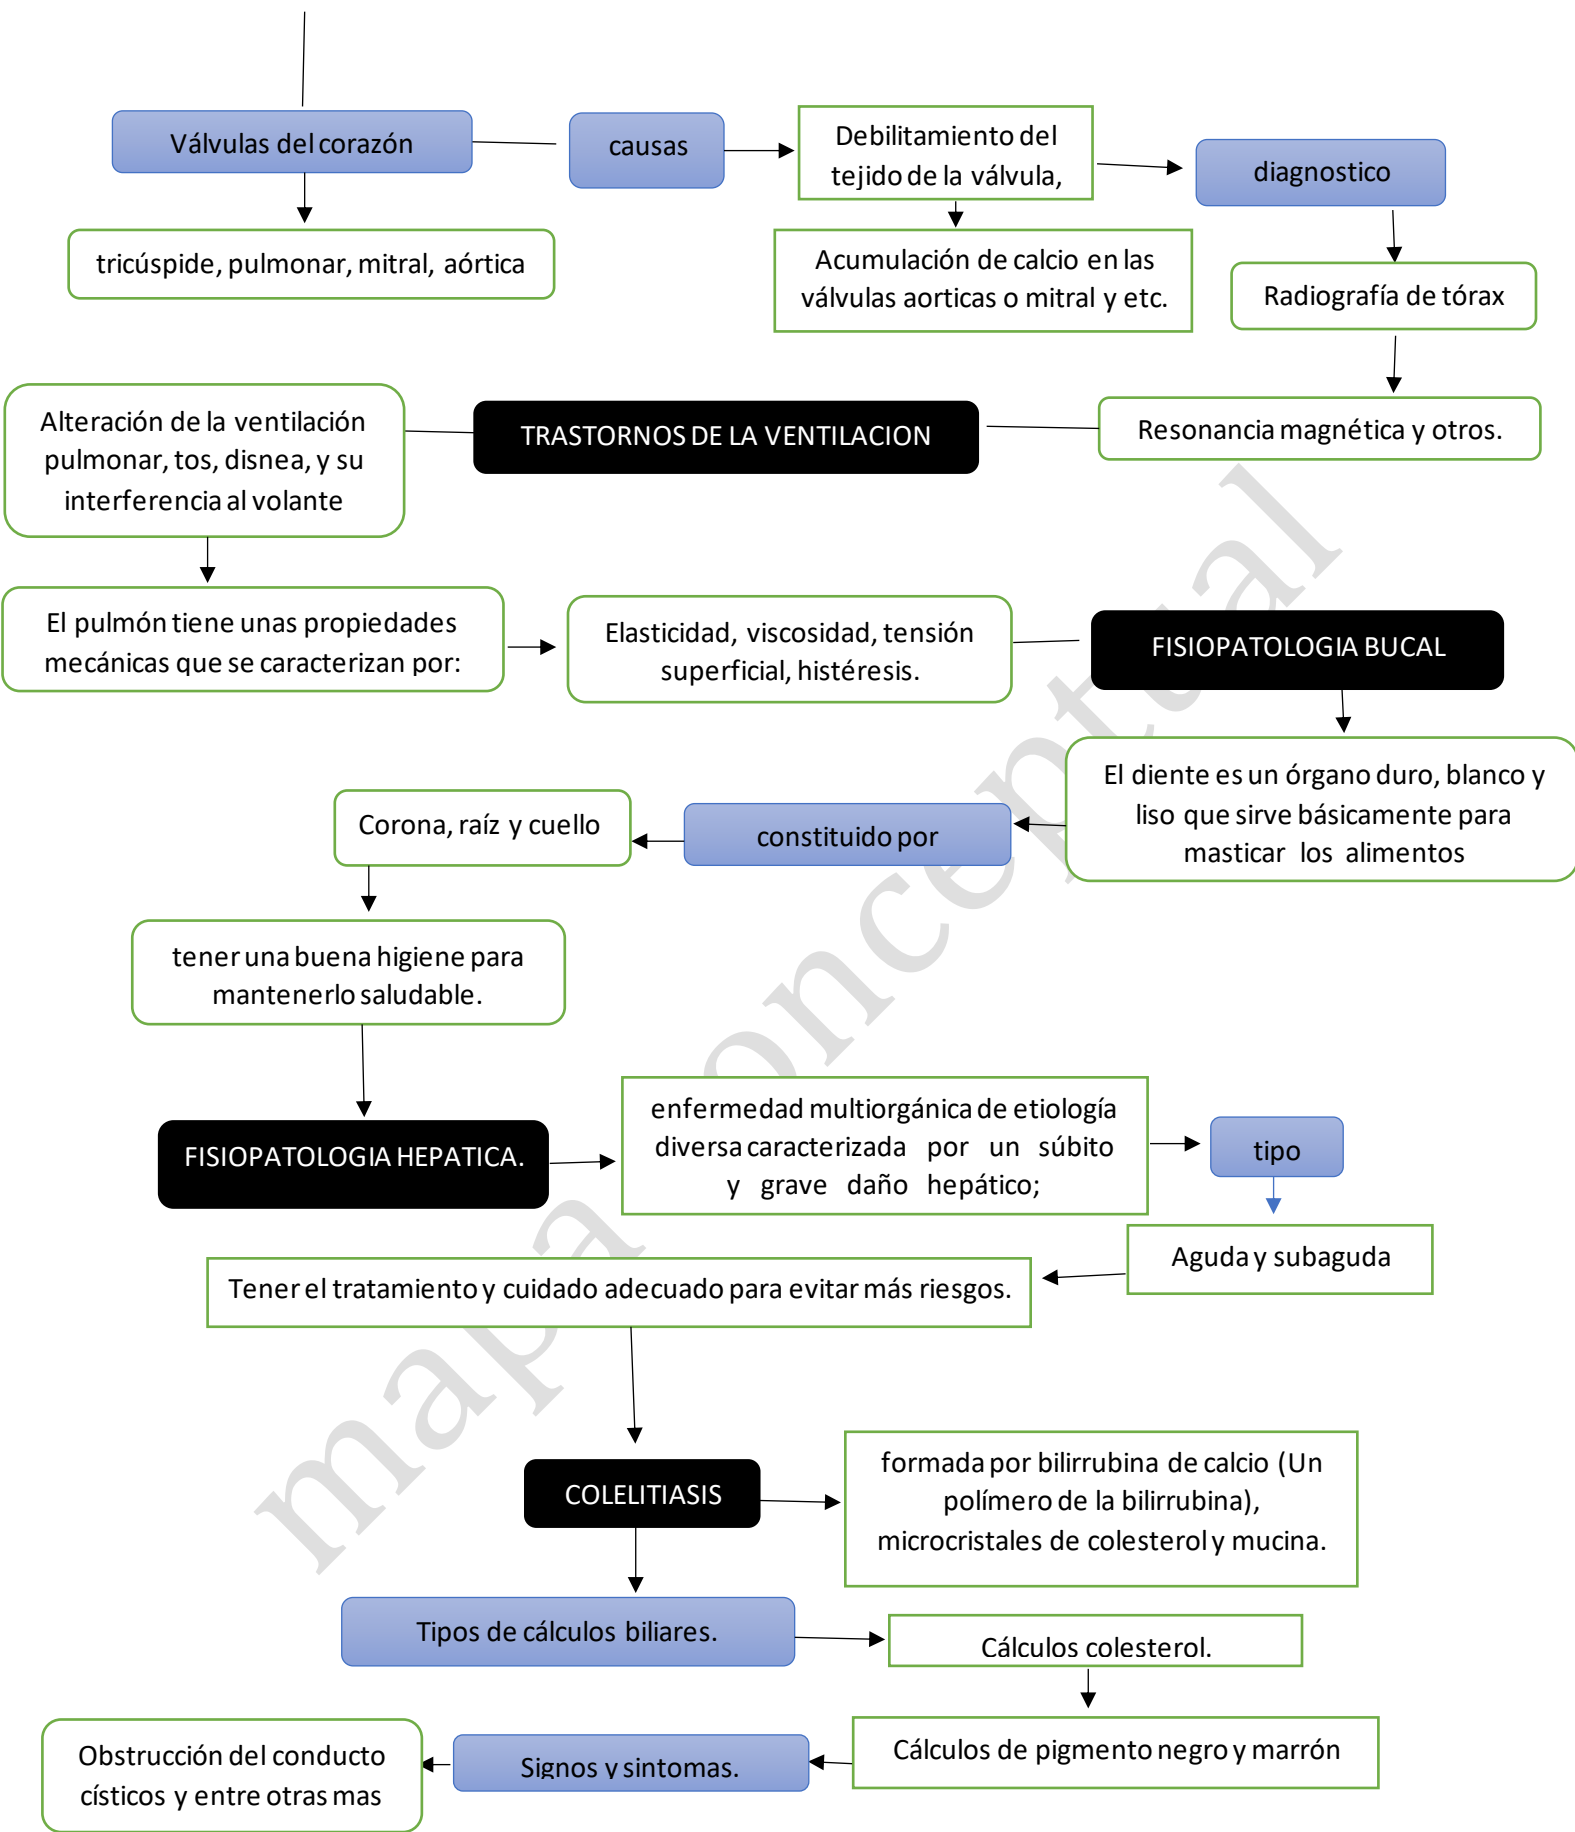 Válvulas del corazón
causas
Debilitamiento del
tejido de la válvula,
diagnostico
tricúspide, pulmonar, mitral, aórtica
Acumulación de calcio en las
válvulas aorticas o mitral y etc.
Radiografía de tórax
Alteración de la ventilación
pulmonar, tos, disnea, y su
interferencia al volante
TRASTORNOS DE LA VENTILACION
Resonancia magnética y otros.
El pulmón tiene unas propiedades
mecánicas que se caracterizan por:
Elasticidad, viscosidad, tensión
superficial, histéresis.
FISIOPATOLOGIA BUCAL
El diente es un órgano duro, blanco y
liso que sirve básicamente para
masticar los alimentos
constituido por
Corona, raíz y cuello
tener una buena higiene para
mantenerlo saludable.
FISIOPATOLOGIA HEPATICA.
enfermedad multiorgánica de etiología
diversa caracterizada por un súbito
y grave daño hepático;
tipo
Aguda y subaguda
Tener el tratamiento y cuidado adecuado para evitar más riesgos.
COLELITIASIS
formada por bilirrubina de calcio (Un
polímero de la bilirrubina),
microcristales de colesterol y mucina.
Tipos de cálculos biliares.
Cálculos colesterol.
Cálculos de pigmento negro y marrón
Signos y sintomas.
Obstrucción del conducto
císticos y entre otras mas
mapa conceptual